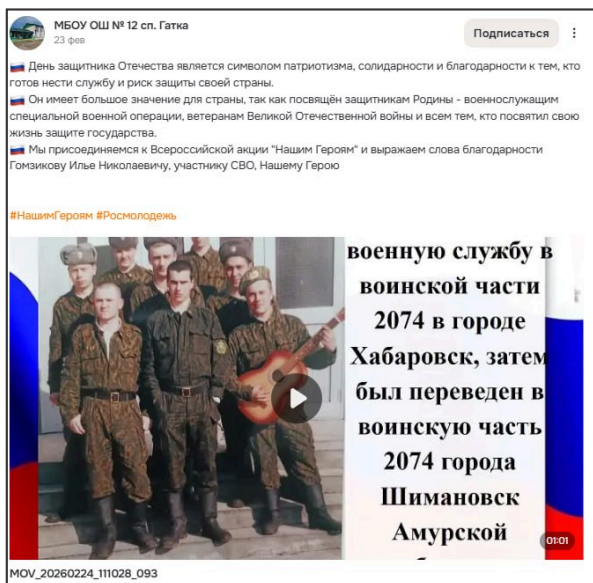 МБОУ ОШ № 12 сп. Гатка
23 фев
Подписаться
День защитника Отечества является символом патриотизма, солидарности и благодарности к тем, кто
готов нести службу и риск защиты своей страны.
Он имеет большое значение для страны, так как посвящён защитникам Родины - военнослужащим
специальной военной операции, ветеранам Великой Отечественной войны и всем тем, кто посвятил свою
жизнь защите государства.
Мы присоединяемся к Всероссийской акции "Нашим Героям" и выражаем слова благодарности
Гомзикову Илье Николаевичу, участнику СВО, Нашему Герою
#НашимГероям #Росмолодежь
военную службу в
воинской части
2074 в городе
Хабаровск, затем
был переведен в
воинскую часть
2074 города
Шимановск
Амурской
01:01
MOV_20260224_111028_093